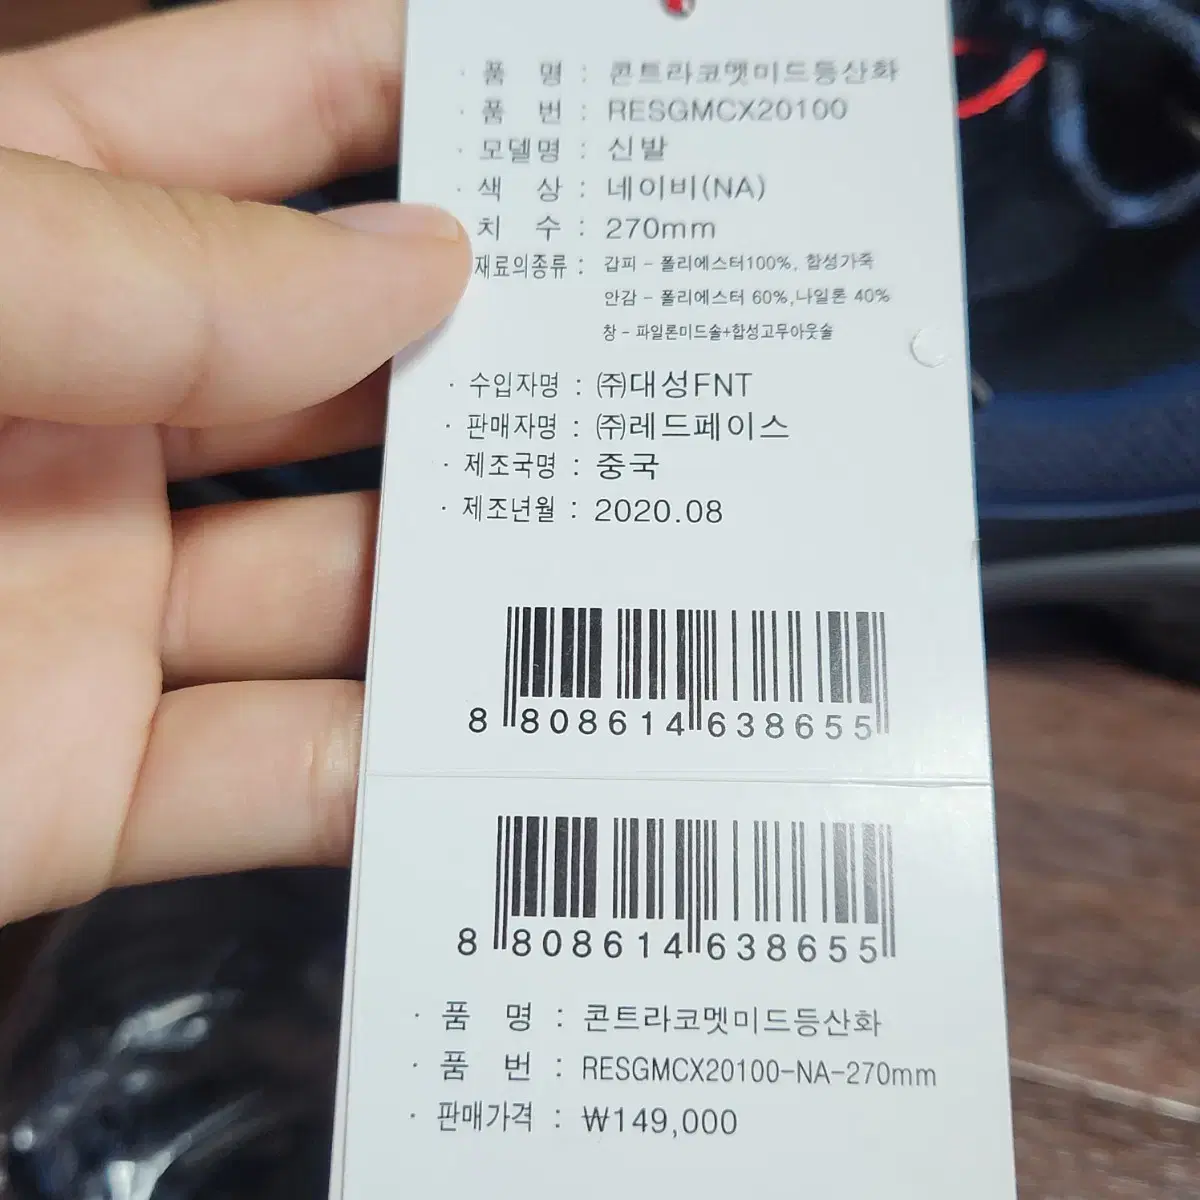 · 품 명 : 콘트라코멧미드등산화
· 품 번 : RESGMCX20100
· 모델명 : 신발
· 색 상 : 네이비(NA)
치 수 : 270mm
재료의종류 : 갑피 - 폴리에스터100%, 합성가죽
안감 - 폴리에스터 60%,나일론 40%
창 - 파일론미드솔+합성고무아웃솔
· 수입자명 : ㈜대성FNT
· 판매자명 : ㈜레드페이스
· 제조국명 : 중국
· 제조년월 : 2020.08
8 808614 638655
8 808614 638655
· 품 명 : 콘트라코멧미드등산화
· 품 번 : RESGMCX20100-NA-270mm
· 판매가격 : ₩149,000